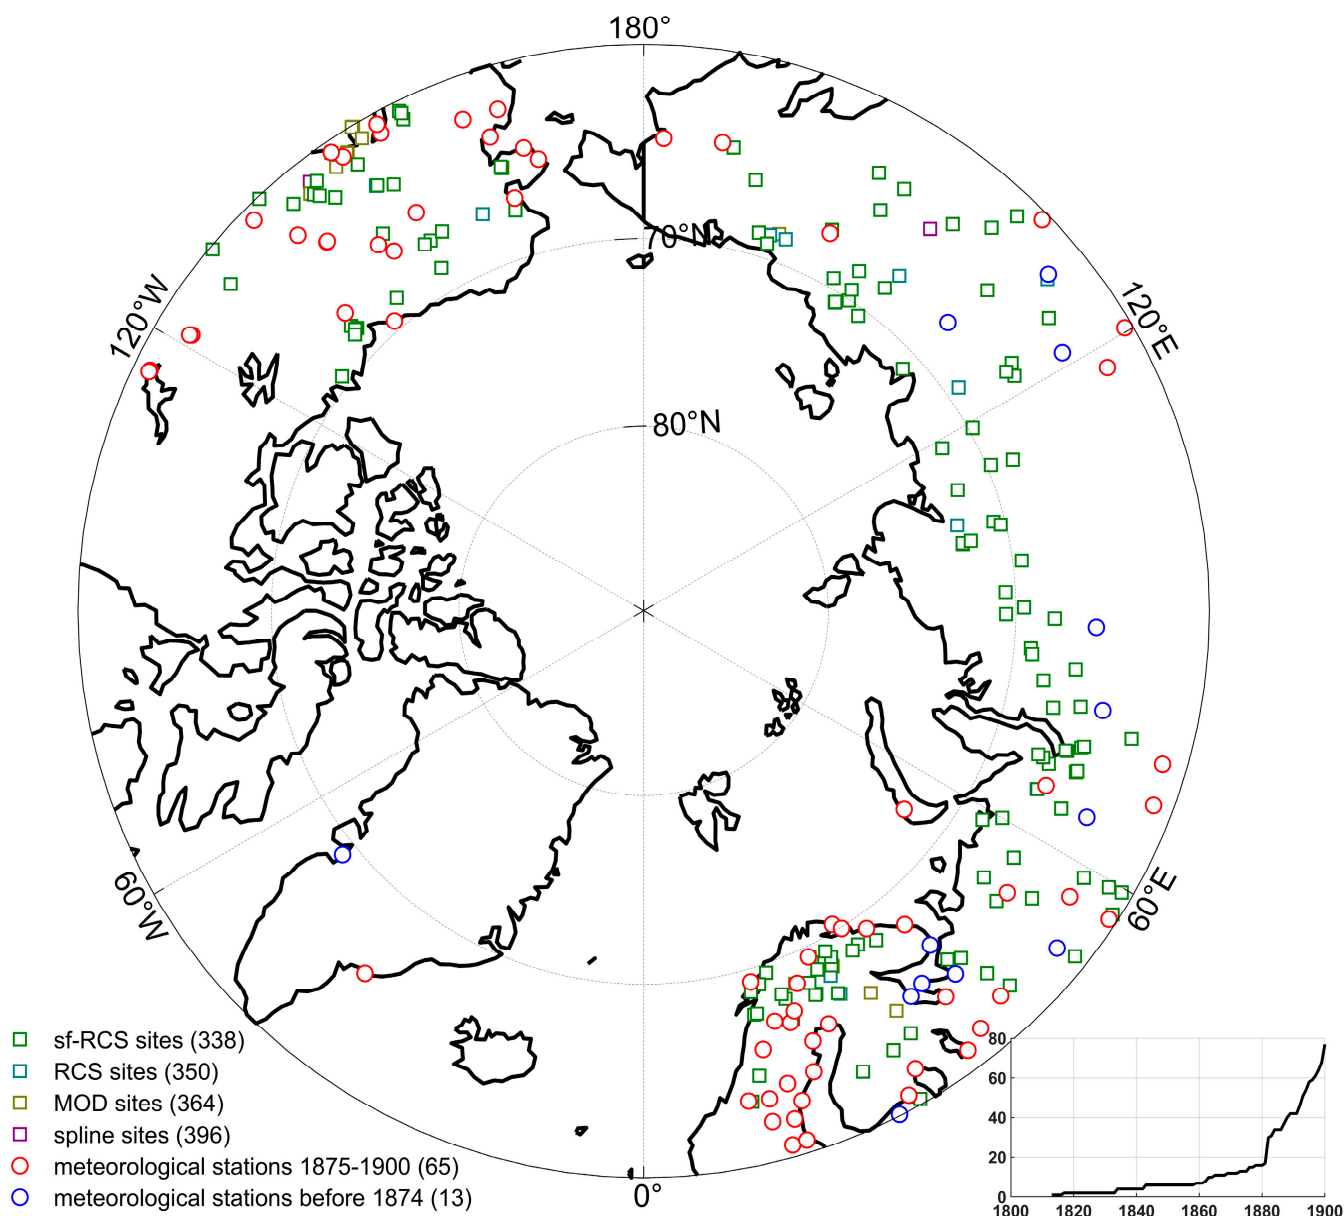 180°
70°N
120°W
120°E
80°N
60°W
60°E
sf-RCS sites (338)
RCS sites (350)
MOD sites (364)
spline sites (396)
meteorological stations 1875-1900 (65)
meteorological stations before 1874 (13)
0°
80
60
40
20
0
1800 1820 1840 1860 1880 1900